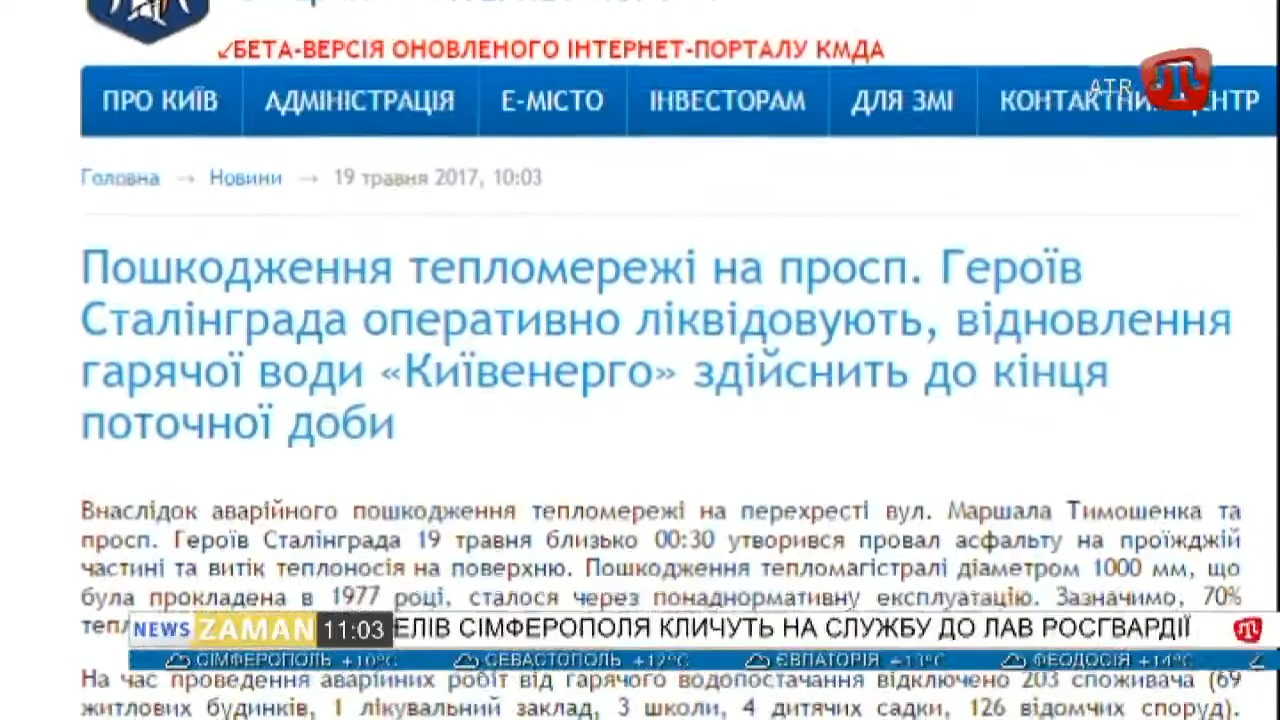 ↙БЕТА-ВЕРСІЯ ОНОВЛЕНОГО ІНТЕРНЕТ-ПОРТАЛУ КМДА
ATR
ПРО КИЇВ АДМІНІСТРАЦІЯ Е-МІСТО ІНВЕСТОРАМ ДЛЯ ЗМІ
Головна → Новини → 19 травня 2017, 10:03
Пошкодження тепломережі на просп. Героїв
Сталінграда оперативно ліквідовують, відновлення
гарячої води «Київенерго» здійснить до кінця
поточної доби
Внаслідок аварійного пошкодження тепломережі на перехресті вул. Маршала Тимошенка та
просп. Героїв Сталінграда 19 травня близько 00:30 утворився провал асфальту на проїжджій
частині та витік теплоносія на поверхню. Пошкодження тепломагістралі діаметром 1000 мм, що
була прокладена в 1977 році, сталося через понаднормативну експлуатацію. Зазначимо, 70%
NEWS ZAMAN 11:03 ЕЛІВ СІМФЕРОПОЛЯ КЛИЧУТЬ НА СЛУЖБУ ДО ЛАВ РОСГВАРДІЇ
СІМФЕРОПОЛЬ +10°C СЕВАСТОПОЛЬ +12°C ЄВПАТОРІЯ +13°C ФЕОДОСІЯ +14°C
На час проведення аварійних робіт від гарячого водопостачання відключено 203 споживача (69
житлових будинків, 1 лікувальний заклад, 3 школи, 4 дитячих садки, 126 відомчих споруд).